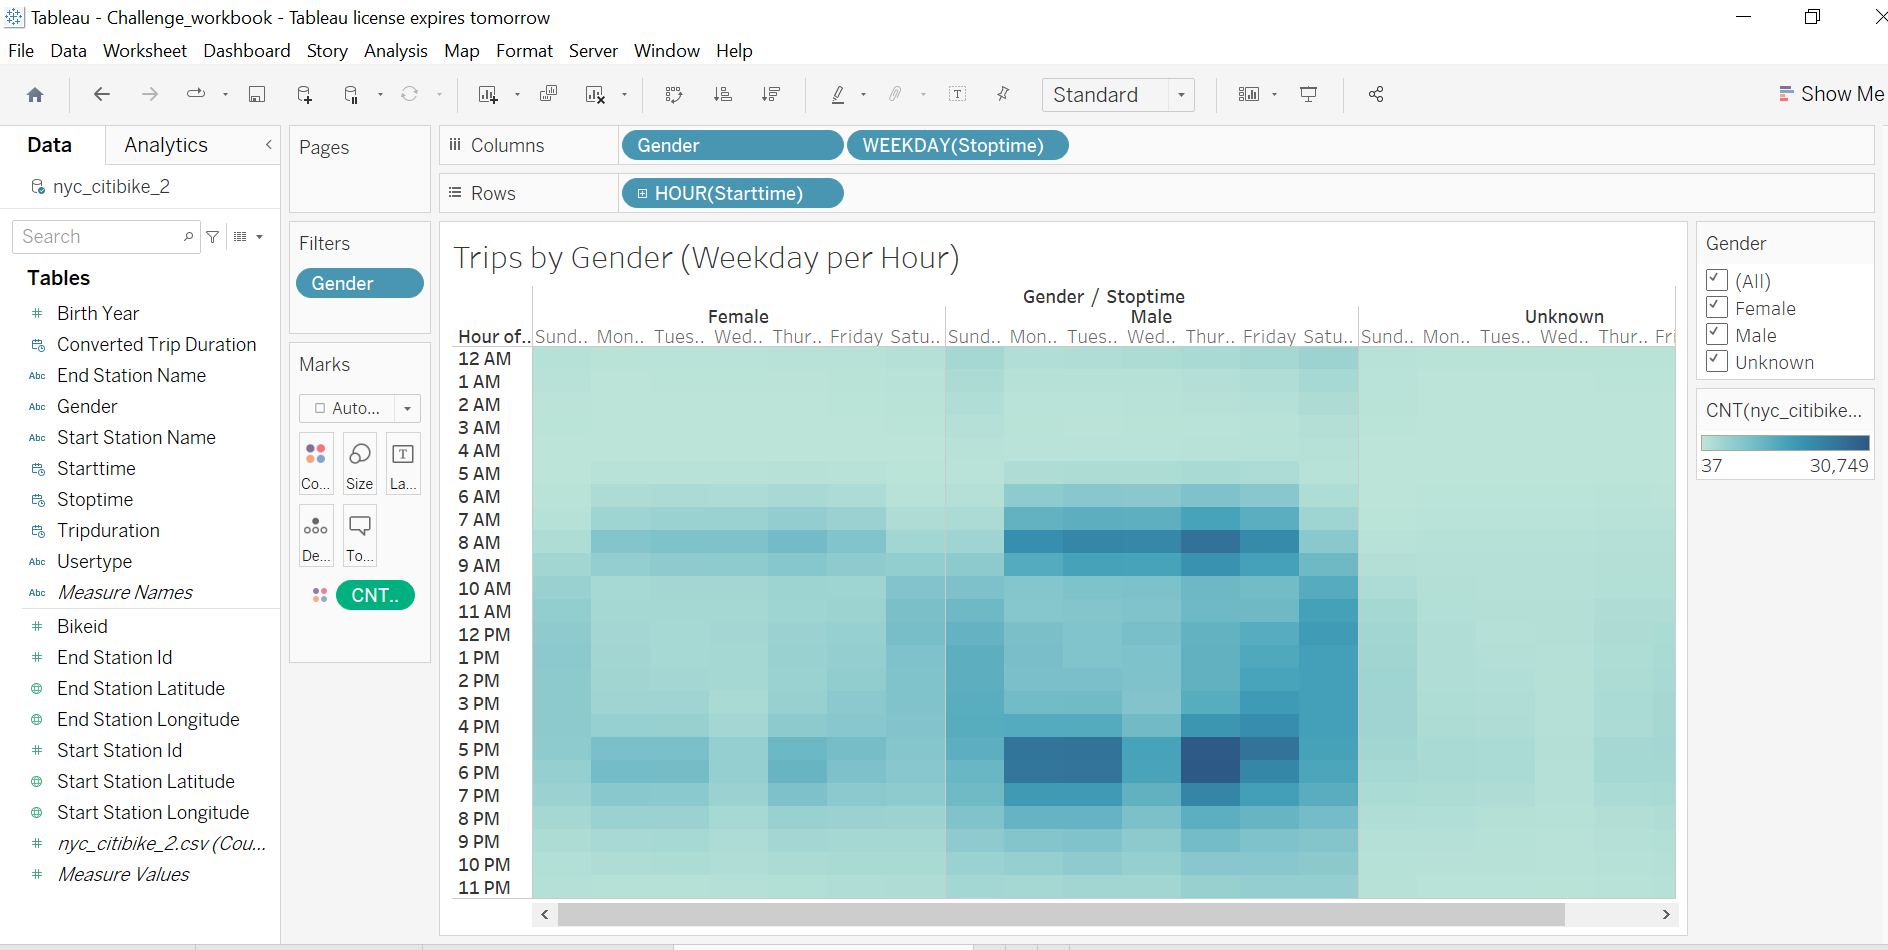 Tableau - Challenge_workbook - Tableau license expires tomorrow
File Data Worksheet Dashboard Story Analysis Map Format Server Window Help
Standard
Show Me
Data Analytics
nyc_citibike_2
Search
Tables
# Birth Year
Converted Trip Duration
Abc End Station Name
Abc Gender
Abc Start Station Name
Starttime
Stoptime
Tripduration
Abc Usertype
Abc Measure Names
# Bikeid
# End Station Id
End Station Latitude
End Station Longitude
# Start Station Id
Start Station Latitude
Start Station Longitude
# nyc_citibike_2.csv (Cou...
# Measure Values
Pages
Filters
Gender
Marks
Auto...
Co... Size La...
De... To...
CNT..
Columns Gender WEEKDAY(Stoptime)
Rows HOUR(Starttime)
Trips by Gender (Weekday per Hour)
Gender / Stoptime
Female Male Unknown
Hour of.. Sund.. Mon.. Tues.. Wed.. Thur.. Friday Satu.. Sund.. Mon.. Tues.. Wed.. Thur.. Friday Satu.. Sund.. Mon.. Tues.. Wed.. Thur.. Fri
12 AM
1 AM
2 AM
3 AM
4 AM
5 AM
6 AM
7 AM
8 AM
9 AM
10 AM
11 AM
12 PM
1 PM
2 PM
3 PM
4 PM
5 PM
6 PM
7 PM
8 PM
9 PM
10 PM
11 PM
Gender
(All)
Female
Male
Unknown
CNT(nyc_citibike...
37 30,749